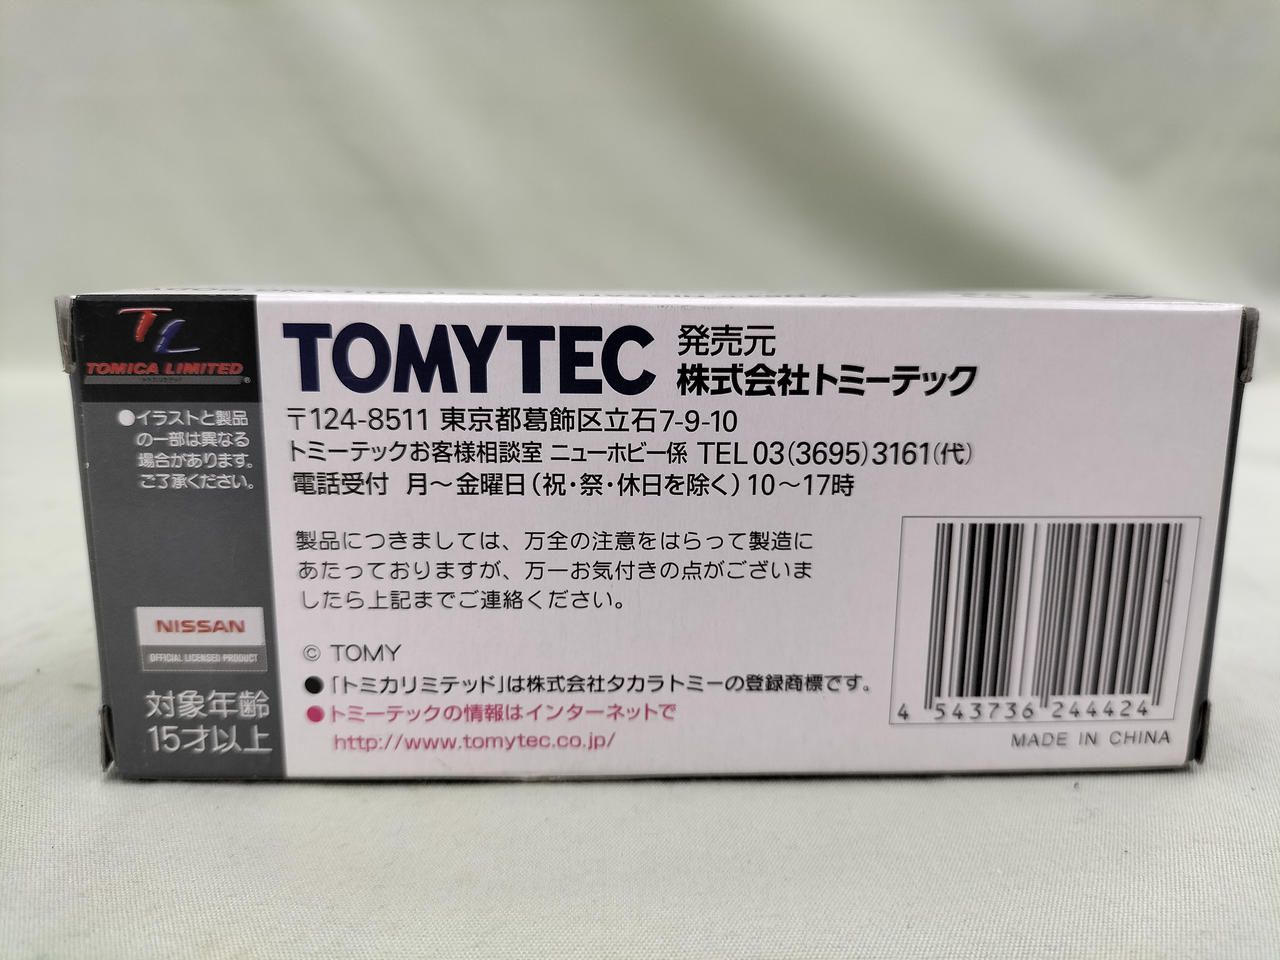 TL
TOMICA LIMITED
トミカリミテッド
®
●イラストと製品
の一部は異なる
場合があります。
ご了承ください。
NISSAN
OFFICIAL LICENSED PRODUCT
対象年齢
15才以上
TOMYTEC 発売元
株式会社トミーテック
〒124-8511 東京都葛飾区立石7-9-10
トミーテックお客様相談室 ニューホビー係 TEL 03(3695)3161(代)
電話受付 月～金曜日(祝・祭・休日を除く)10～17時
製品につきましては、万全の注意をはらって製造に
あたっておりますが、万一お気付きの点がございま
したら上記までご連絡ください。
© TOMY
●「トミカリミテッド」は株式会社タカラトミーの登録商標です。
●トミーテックの情報はインターネットで
http://www.tomytec.co.jp/
4 543736 244424
MADE IN CHINA